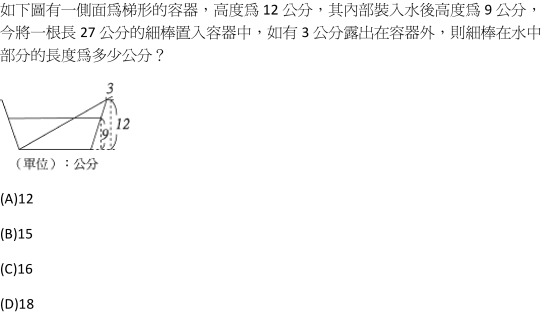 如下圖有一側面為梯形的容器，高度為 12 公分，其內部裝入水後高度為 9 公分，
今將一根長 27 公分的細棒置入容器中，如有 3 公分露出在容器外，則細棒在水中
部分的長度為多少公分？
3
12
9
（單位）：公分
(A)12
(B)15
(C)16
(D)18